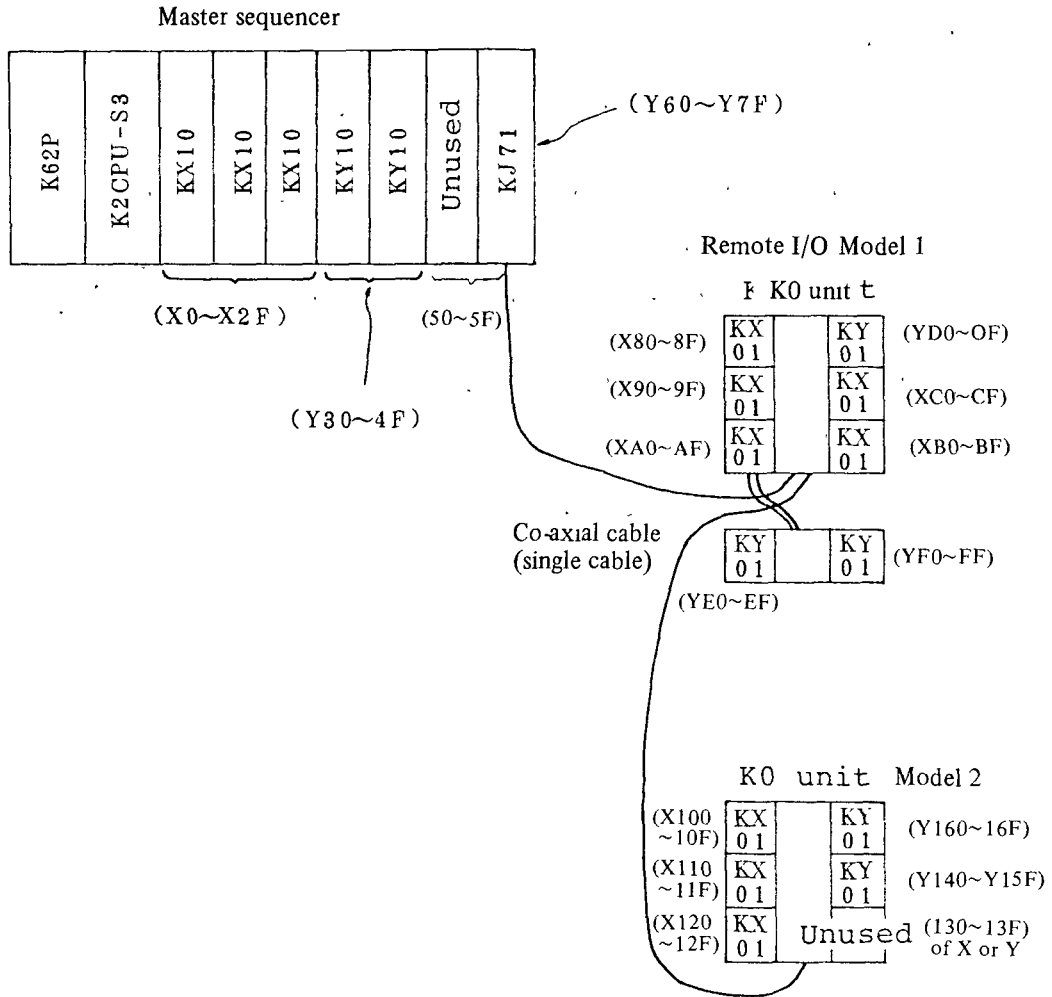 Master sequencer
K62P
K2CPU-S3
KX10
KX10
KX10
KY10
KY10
Unused
KJ71
(Y60~Y7F)
(X0~X2F)
(50~5F)
(Y30~4F)
Remote I/O Model 1
K0 unit
(X80~8F)
KX
01
KY
01
(YD0~OF)
(X90~9F)
KX
01
KX
01
(XC0~CF)
(XA0~AF)
KX
01
KX
01
(XB0~BF)
Co-axial cable
(single cable)
KY
01
KY
01
(YF0~FF)
(YE0~EF)
K0 unit Model 2
(X100
~10F)
KX
01
KY
01
(Y160~16F)
(X110
~11F)
KX
01
KY
01
(Y140~Y15F)
(X120
~12F)
KX
01
Unused
(130~13F)
of X or Y